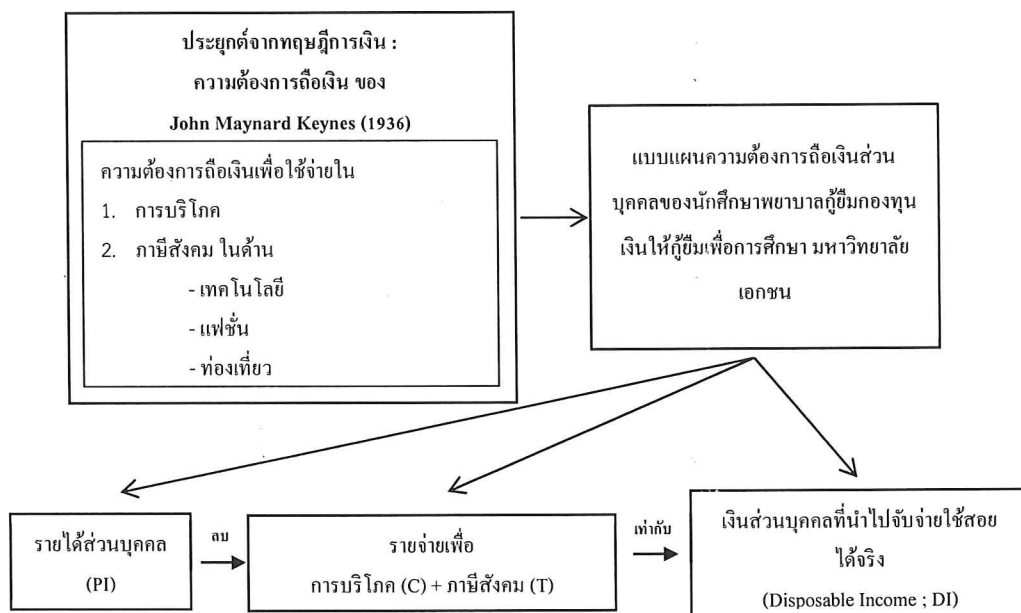 ประยุกต์จากทฤษฎีการเงิน :
ความต้องการถือเงิน ของ
John Maynard Keynes (1936)
ความต้องการถือเงินเพื่อใช้จ่ายใน
1. การบริโภค
2. ภาษีสังคม ในด้าน
- เทคโนโลยี
- แฟชั่น
- ท่องเที่ยว
แบบแผนความต้องการถือเงินส่วน
บุคคลของนักศึกษาพยาบาลกู้ยืมกองทุน
เงินให้กู้ยืมเพื่อการศึกษา มหาวิทยาลัย
เอกชน
รายได้ส่วนบุคคล
(PI)
ลบ
รายจ่ายเพื่อ
การบริโภค (C) + ภาษีสังคม (T)
เท่ากับ
เงินส่วนบุคคลที่นำไปจับจ่ายใช้สอย
ได้จริง
(Disposable Income ; DI)